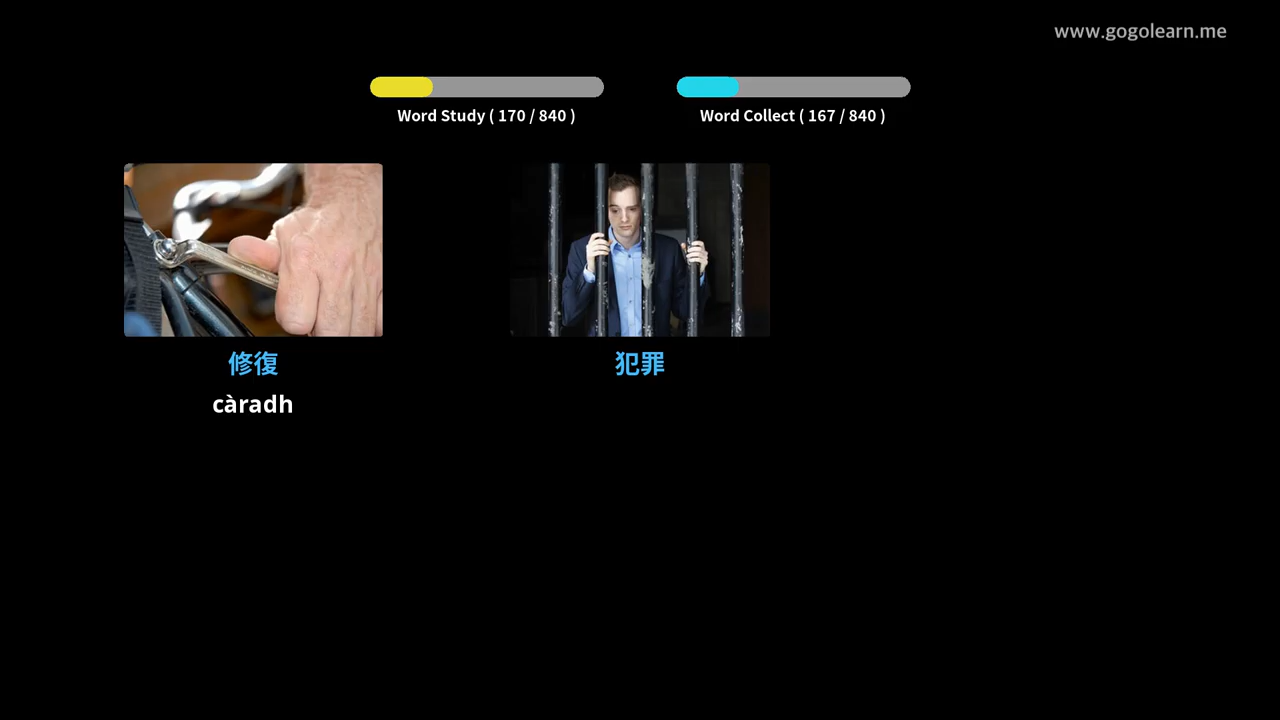 www.gogolearn.me
Word Study ( 170 / 840 )
Word Collect ( 167 / 840 )
修復
犯罪
càradh